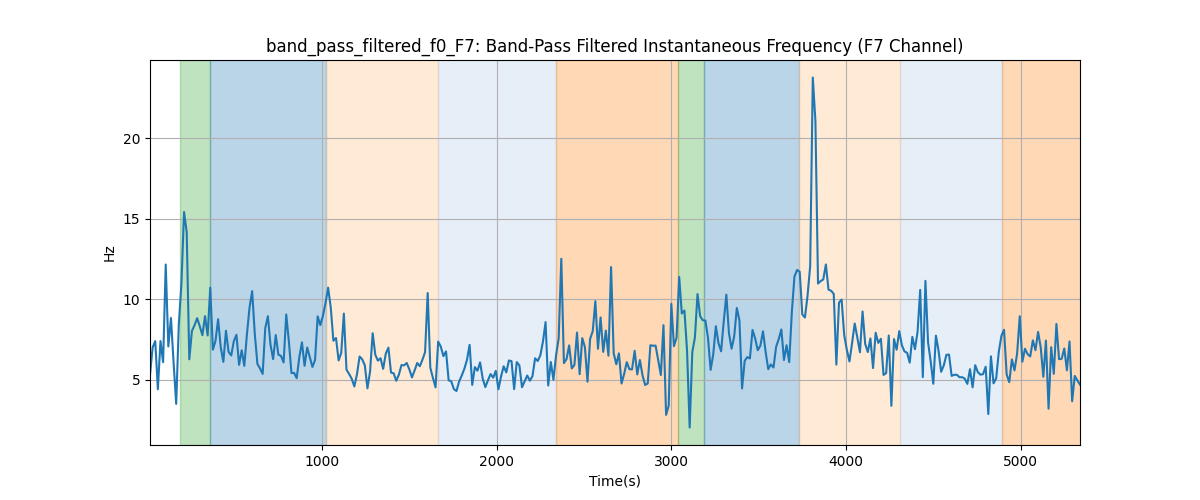 band_pass_filtered_f0_F7: Band-Pass Filtered Instantaneous Frequency (F7 Channel)
20
15
10
5
Hz
1000 2000 3000 4000 5000
Time(s)